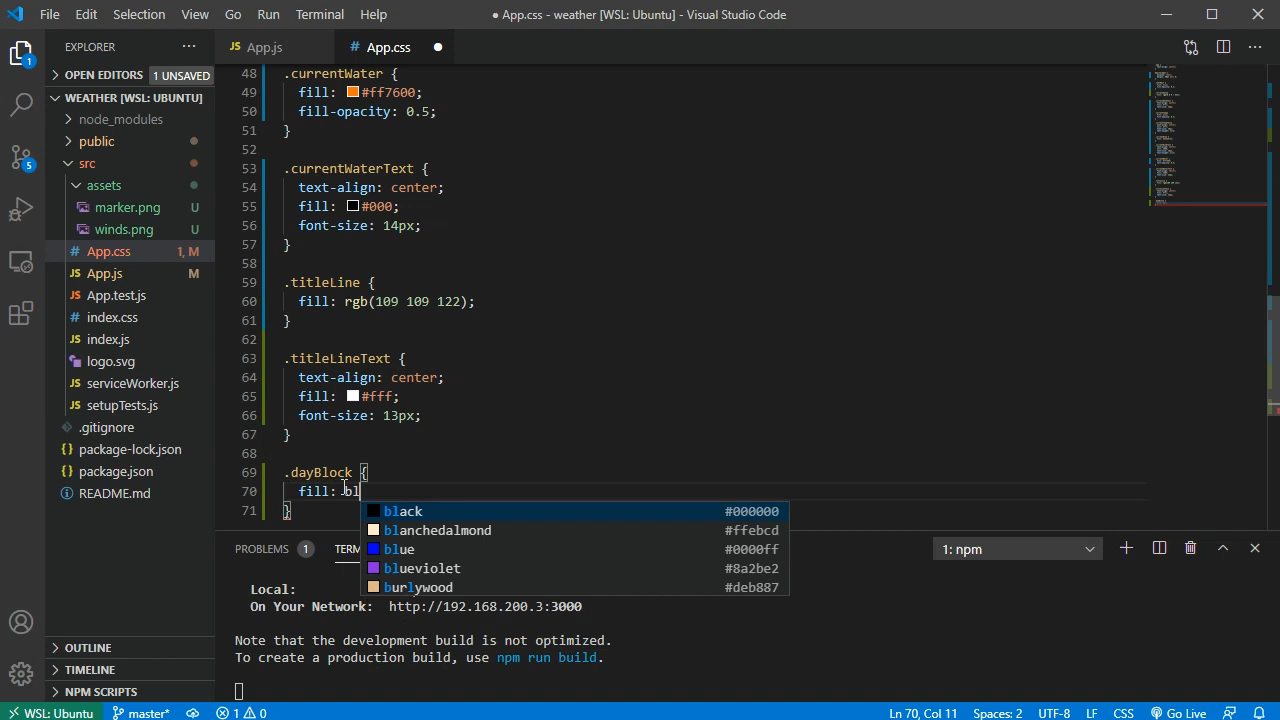 File Edit Selection View Go Run Terminal Help
● App.css - weather [WSL: Ubuntu] - Visual Studio Code
EXPLORER ···
JS App.js
# App.css ●
OPEN EDITORS 1 UNSAVED
WEATHER [WSL: UBUNTU]
node_modules
public
src
assets
marker.png U
winds.png U
# App.css 1, M
JS App.js M
JS App.test.js
# index.css
JS index.js
logo.svg
JS serviceWorker.js
JS setupTests.js
.gitignore
{} package-lock.json
{} package.json
README.md
OUTLINE
TIMELINE
NPM SCRIPTS
1
5
48 .currentWater {
49 fill: #ff7600;
50 fill-opacity: 0.5;
51 }
52
53 .currentWaterText {
54 text-align: center;
55 fill: #000;
56 font-size: 14px;
57 }
58
59 .titleLine {
60 fill: rgb(109 109 122);
61 }
62
63 .titleLineText {
64 text-align: center;
65 fill: #fff;
66 font-size: 13px;
67 }
68
69 .dayBlock {
70 fill: bl
71 }
black #000000
blanchedalmond #ffebcd
blue #0000ff
blueviolet #8a2be2
burlywood #deb887
PROBLEMS 1 TERM
1: npm
Local:
On Your Network: http://192.168.200.3:3000
Note that the development build is not optimized.
To create a production build, use npm run build.
WSL: Ubuntu master* 1 0 Ln 70, Col 11 Spaces: 2 UTF-8 LF CSS Go Live